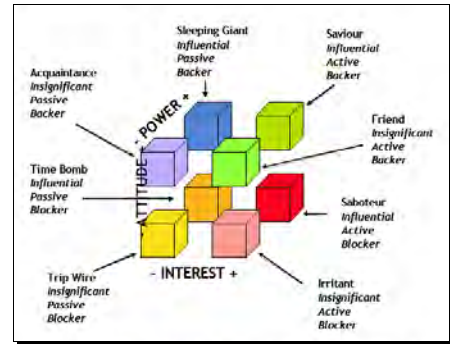 Sleeping Giant
Influential
Passive
Backer
Saviour
Influential
Active
Backer
Acquaintance
Insignificant
Passive
Backer
- POWER +
Friend
Insignificant
Active
Backer
- ATTITUDE +
Time Bomb
Influential
Passive
Blocker
Saboteur
Influential
Active
Blocker
Trip Wire
Insignificant
Passive
Blocker
- INTEREST +
Irritant
Insignificant
Active
Blocker